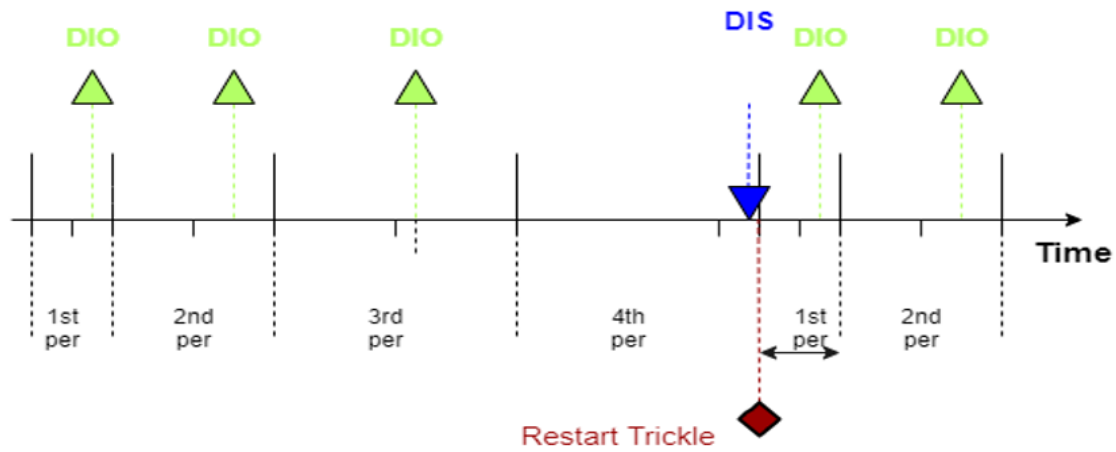 DIS
DIO DIO DIO DIO DIO
Time
1st per
2nd per
3rd per
4th per
1st per
2nd per
Restart Trickle